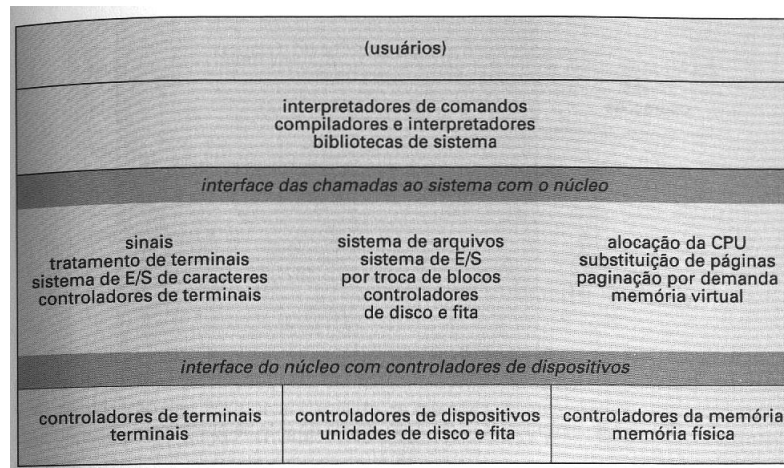 (usuários)
interpretadores de comandos
compiladores e interpretadores
bibliotecas de sistema
interface das chamadas ao sistema com o núcleo
sinais
tratamento de terminais
sistema de E/S de caracteres
controladores de terminais
sistema de arquivos
sistema de E/S
por troca de blocos
controladores
de disco e fita
alocação da CPU
substituição de páginas
paginação por demanda
memória virtual
interface do núcleo com controladores de dispositivos
controladores de terminais
terminais
controladores de dispositivos
unidades de disco e fita
controladores da memória
memória física